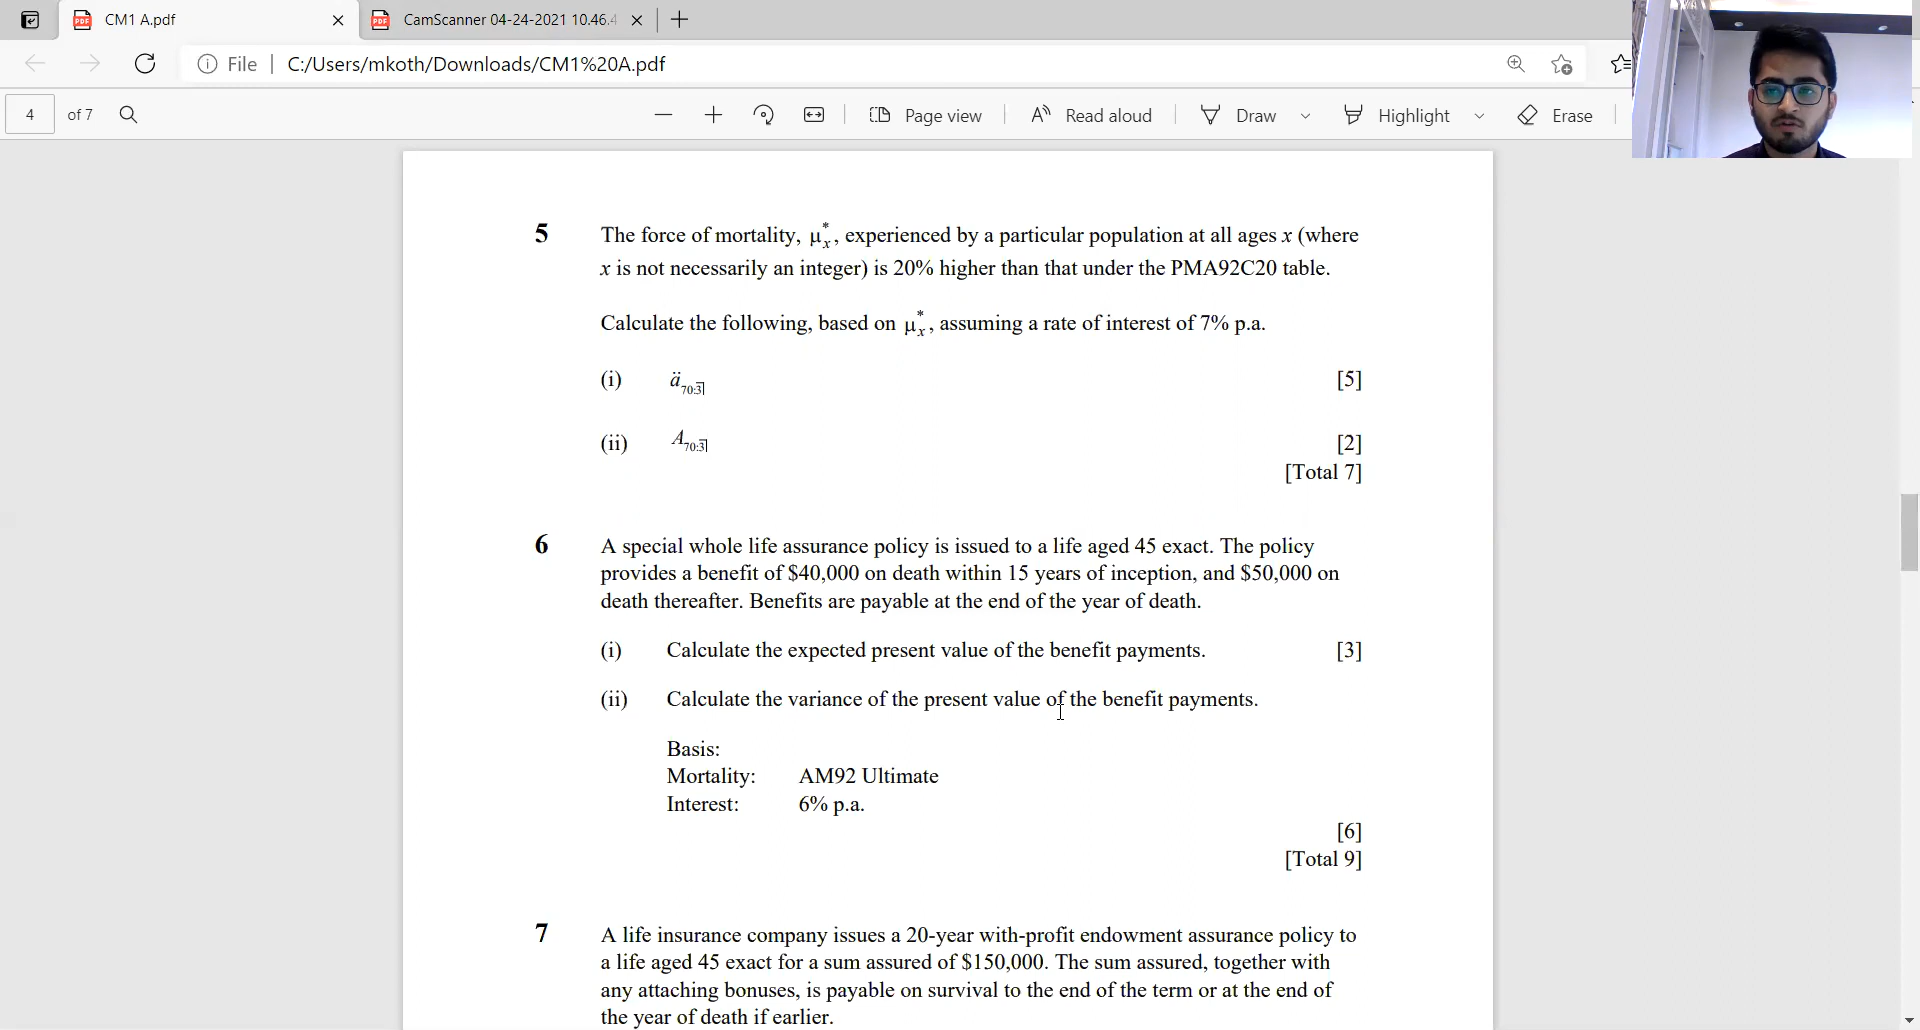 CM1 A.pdf
CamScanner 04-24-2021 10.46.4
File
C:/Users/mkoth/Downloads/CM1%20A.pdf
4 of 7
Page view
Read aloud
Draw
Highlight
Erase
5 The force of mortality, μ*ₓ, experienced by a particular population at all ages x (where
x is not necessarily an integer) is 20% higher than that under the PMA92C20 table.
Calculate the following, based on μ*ₓ, assuming a rate of interest of 7% p.a.
(i) ä70:3̅| [5]
(ii) A70:3̅| [2]
[Total 7]
6 A special whole life assurance policy is issued to a life aged 45 exact. The policy
provides a benefit of $40,000 on death within 15 years of inception, and $50,000 on
death thereafter. Benefits are payable at the end of the year of death.
(i) Calculate the expected present value of the benefit payments. [3]
(ii) Calculate the variance of the present value of the benefit payments.
Basis:
Mortality: AM92 Ultimate
Interest: 6% p.a.
[6]
[Total 9]
7 A life insurance company issues a 20-year with-profit endowment assurance policy to
a life aged 45 exact for a sum assured of $150,000. The sum assured, together with
any attaching bonuses, is payable on survival to the end of the term or at the end of
the year of death if earlier.